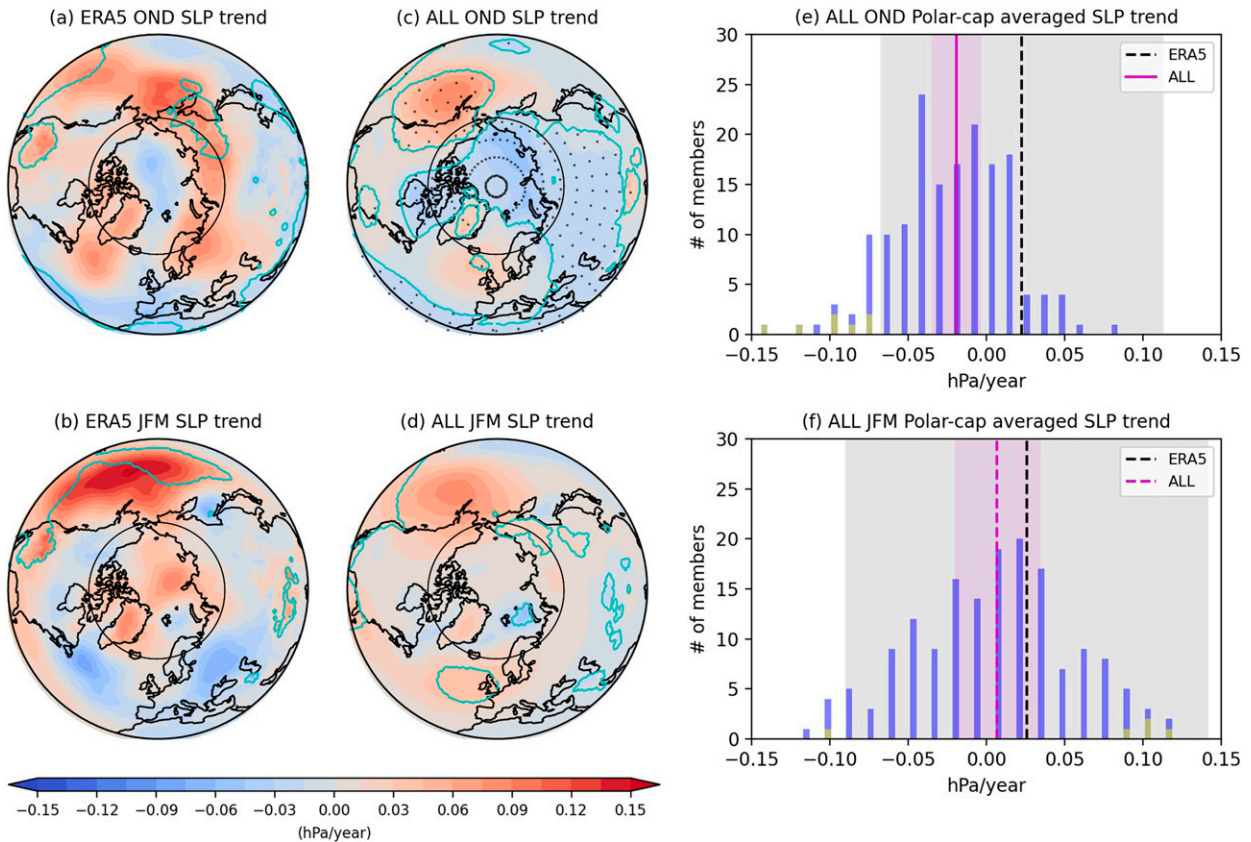 (a) ERA5 OND SLP trend
(c) ALL OND SLP trend
(e) ALL OND Polar-cap averaged SLP trend
30
25
20
15
10
5
0
# of members
ERA5
ALL
−0.15 −0.10 −0.05 0.00 0.05 0.10 0.15
hPa/year
(b) ERA5 JFM SLP trend
(d) ALL JFM SLP trend
(f) ALL JFM Polar-cap averaged SLP trend
30
25
20
15
10
5
0
# of members
ERA5
ALL
−0.15 −0.10 −0.05 0.00 0.05 0.10 0.15
hPa/year
−0.15 −0.12 −0.09 −0.06 −0.03 0.00 0.03 0.06 0.09 0.12 0.15
(hPa/year)